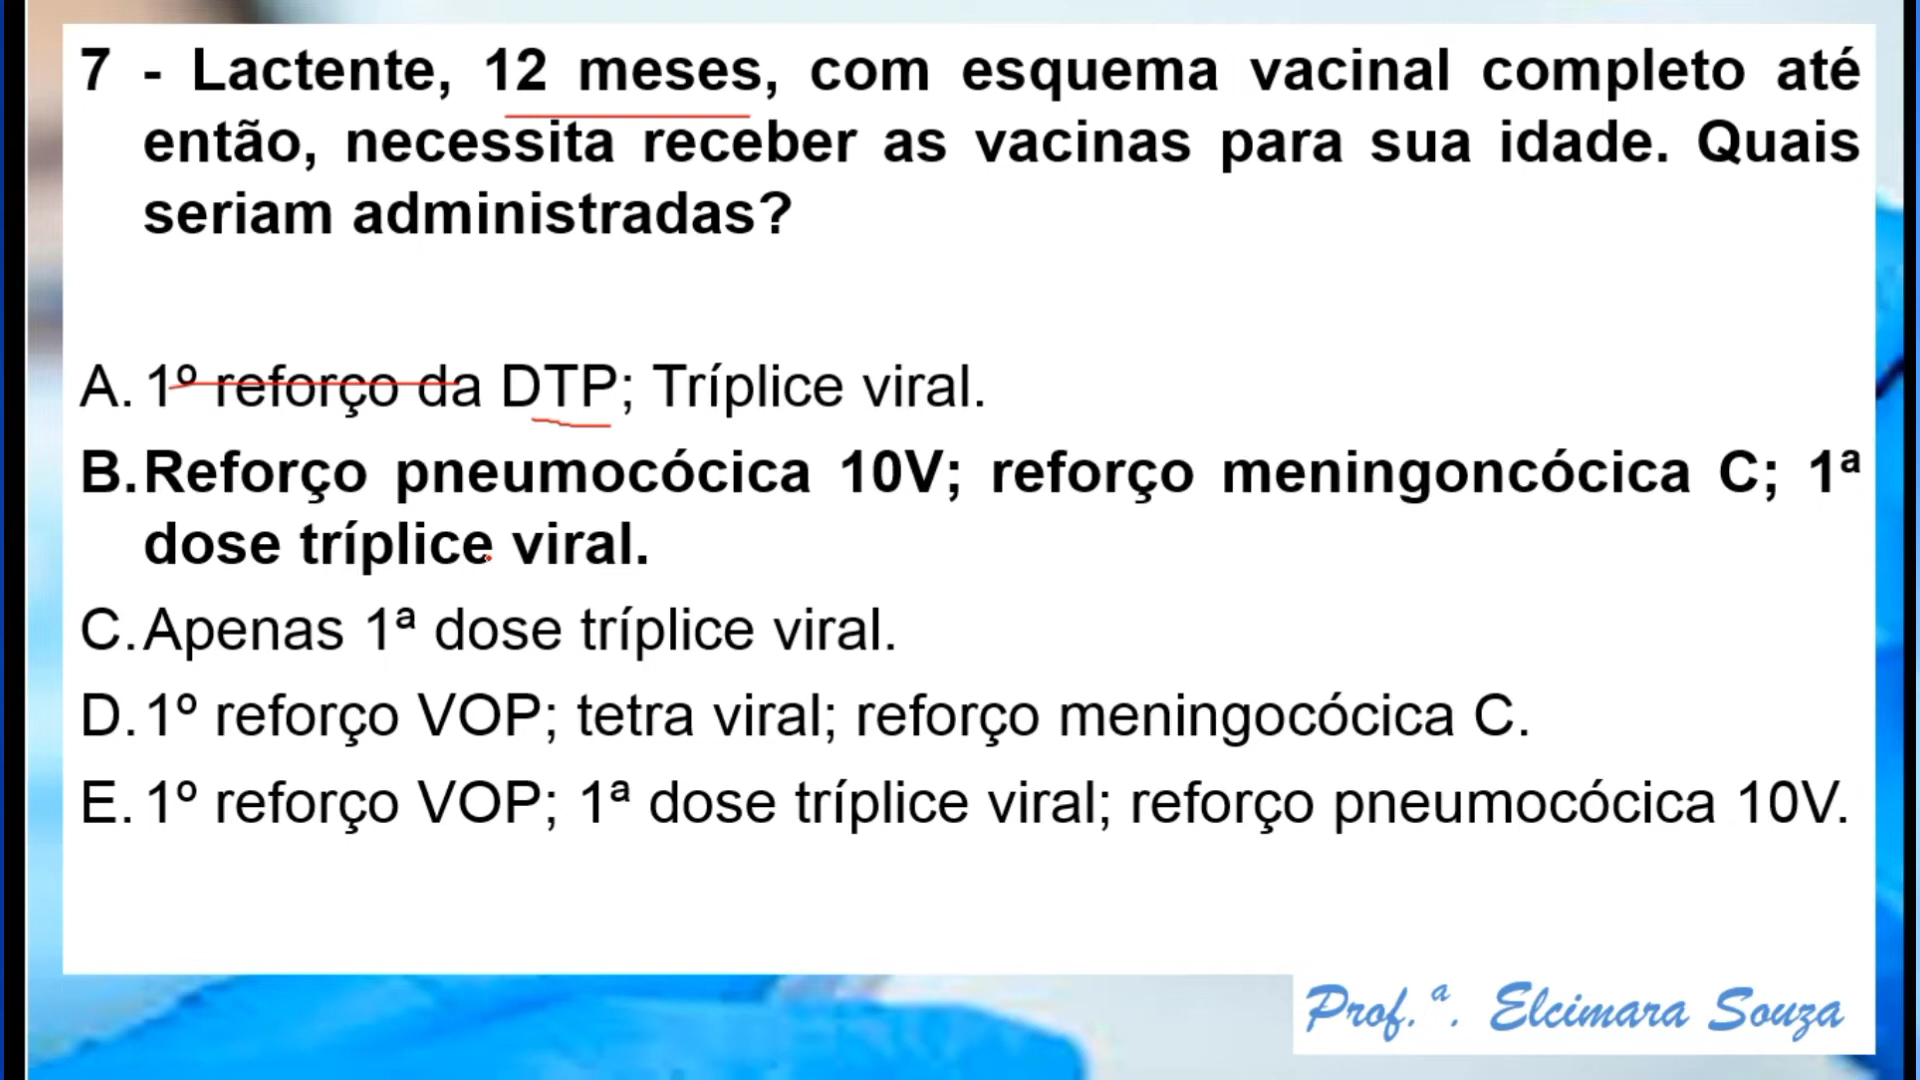 7 - Lactente, 12 meses, com esquema vacinal completo até
então, necessita receber as vacinas para sua idade. Quais
seriam administradas?
A. 1º reforço da DTP; Tríplice viral.
B. Reforço pneumocócica 10V; reforço meningoncócica C; 1ª
dose tríplice viral.
C. Apenas 1ª dose tríplice viral.
D. 1º reforço VOP; tetra viral; reforço meningocócica C.
E. 1º reforço VOP; 1ª dose tríplice viral; reforço pneumocócica 10V.
Prof.ª. Elcimara Souza